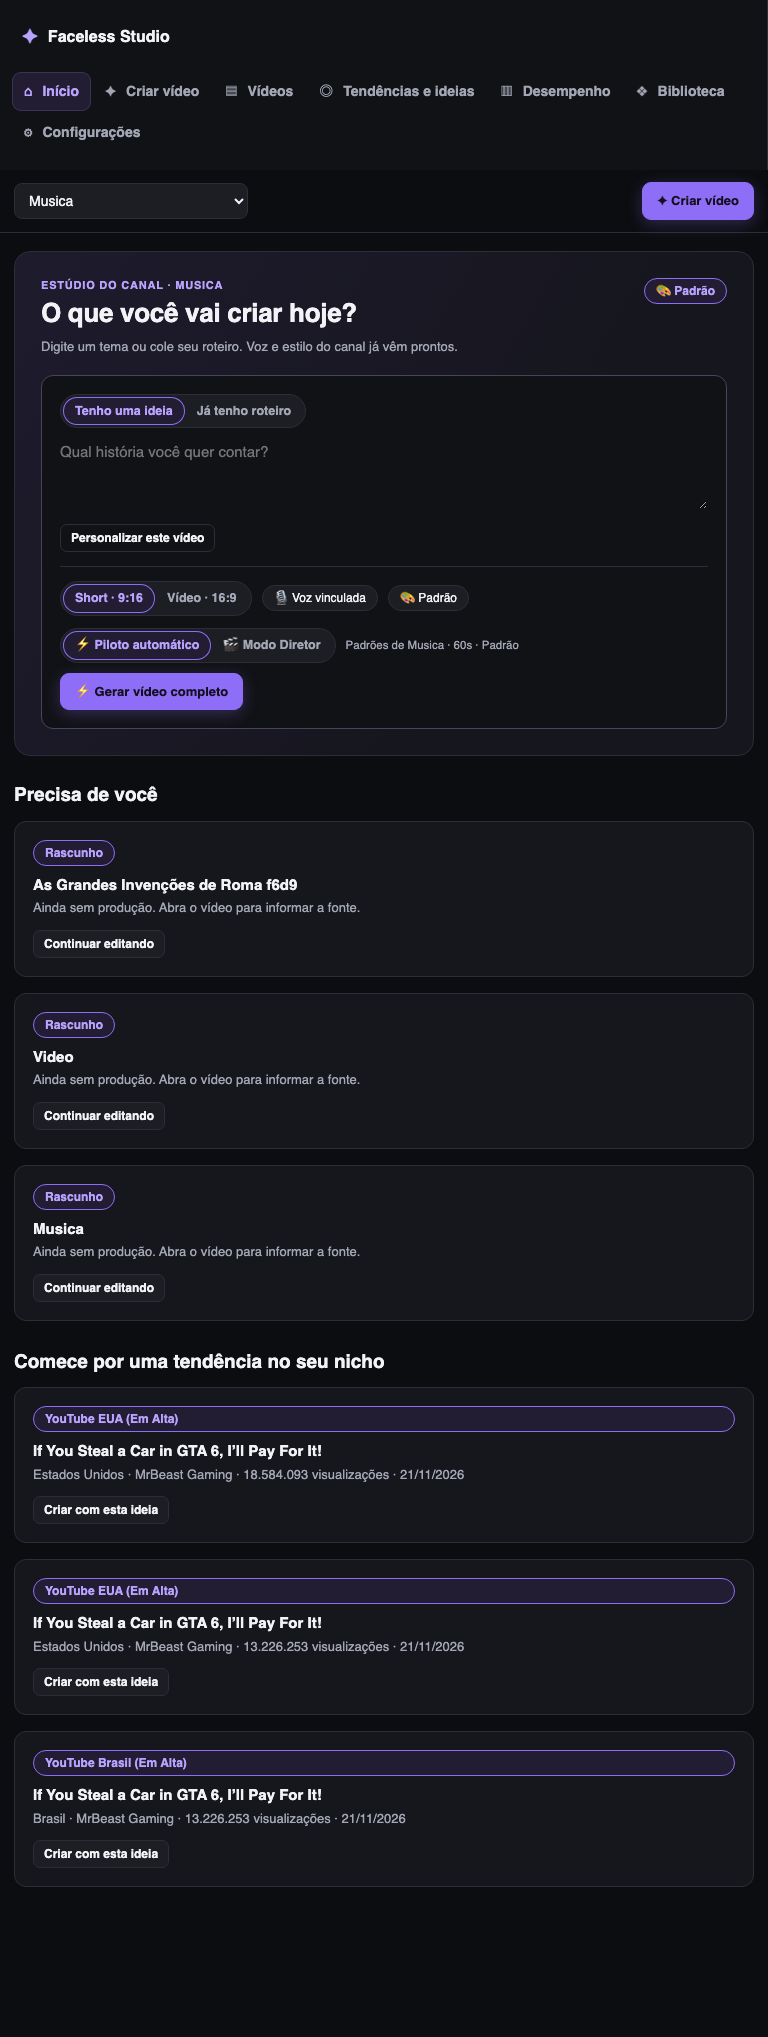 Faceless Studio
Início
Criar vídeo
Vídeos
Tendências e ideias
Desempenho
Biblioteca
Configurações
Musica
Criar vídeo
ESTÚDIO DO CANAL · MUSICA
O que você vai criar hoje?
Padrão
Digite um tema ou cole seu roteiro. Voz e estilo do canal já vêm prontos.
Tenho uma ideia
Já tenho roteiro
Qual história você quer contar?
Personalizar este vídeo
Short · 9:16
Vídeo · 16:9
Voz vinculada
Padrão
Piloto automático
Modo Diretor
Padrões de Musica · 60s · Padrão
Gerar vídeo completo
Precisa de você
Rascunho
As Grandes Invenções de Roma f6d9
Ainda sem produção. Abra o vídeo para informar a fonte.
Continuar editando
Rascunho
Video
Ainda sem produção. Abra o vídeo para informar a fonte.
Continuar editando
Rascunho
Musica
Ainda sem produção. Abra o vídeo para informar a fonte.
Continuar editando
Comece por uma tendência no seu nicho
YouTube EUA (Em Alta)
If You Steal a Car in GTA 6, I’ll Pay For It!
Estados Unidos · MrBeast Gaming · 18.584.093 visualizações · 21/11/2026
Criar com esta ideia
YouTube EUA (Em Alta)
If You Steal a Car in GTA 6, I’ll Pay For It!
Estados Unidos · MrBeast Gaming · 13.226.253 visualizações · 21/11/2026
Criar com esta ideia
YouTube Brasil (Em Alta)
If You Steal a Car in GTA 6, I’ll Pay For It!
Brasil · MrBeast Gaming · 13.226.253 visualizações · 21/11/2026
Criar com esta ideia